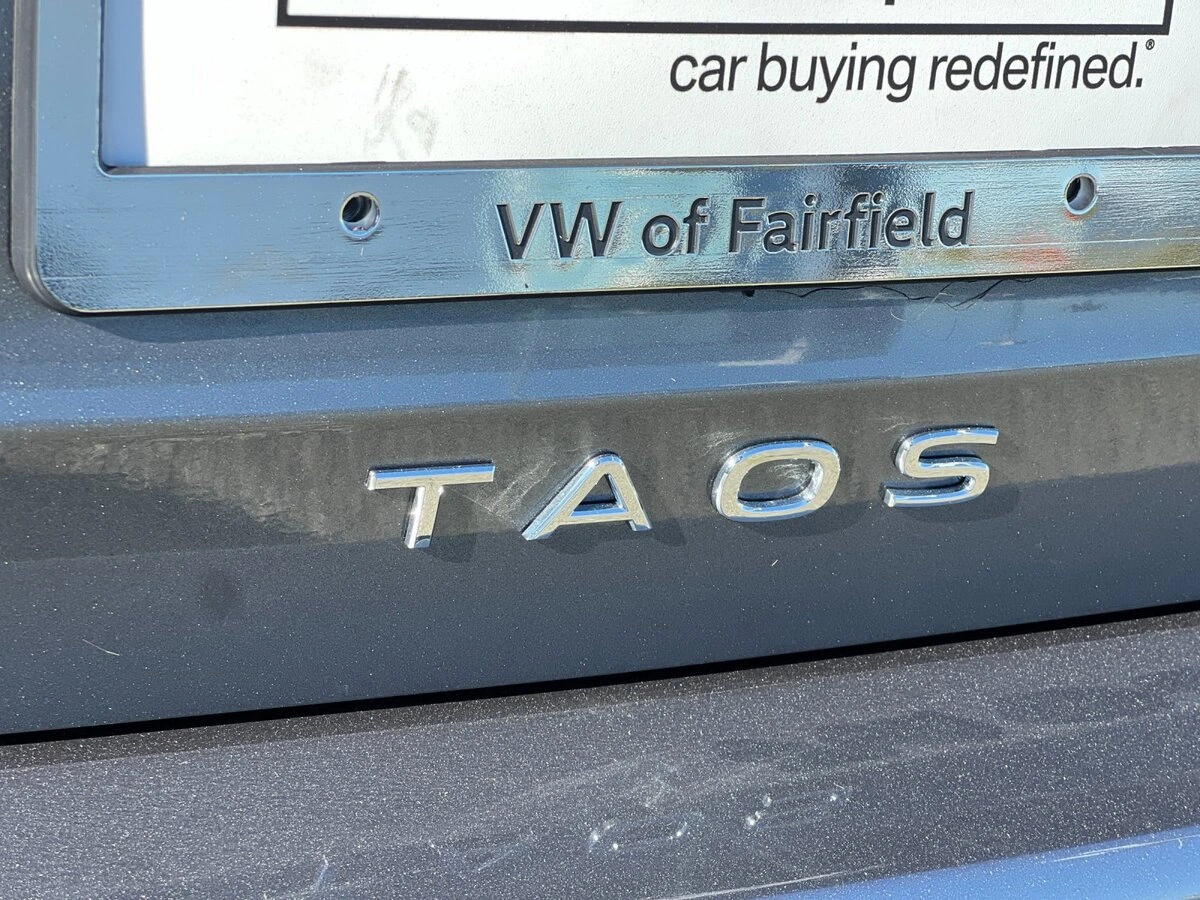 car buying redefined.®
VW of Fairfield
TAOS